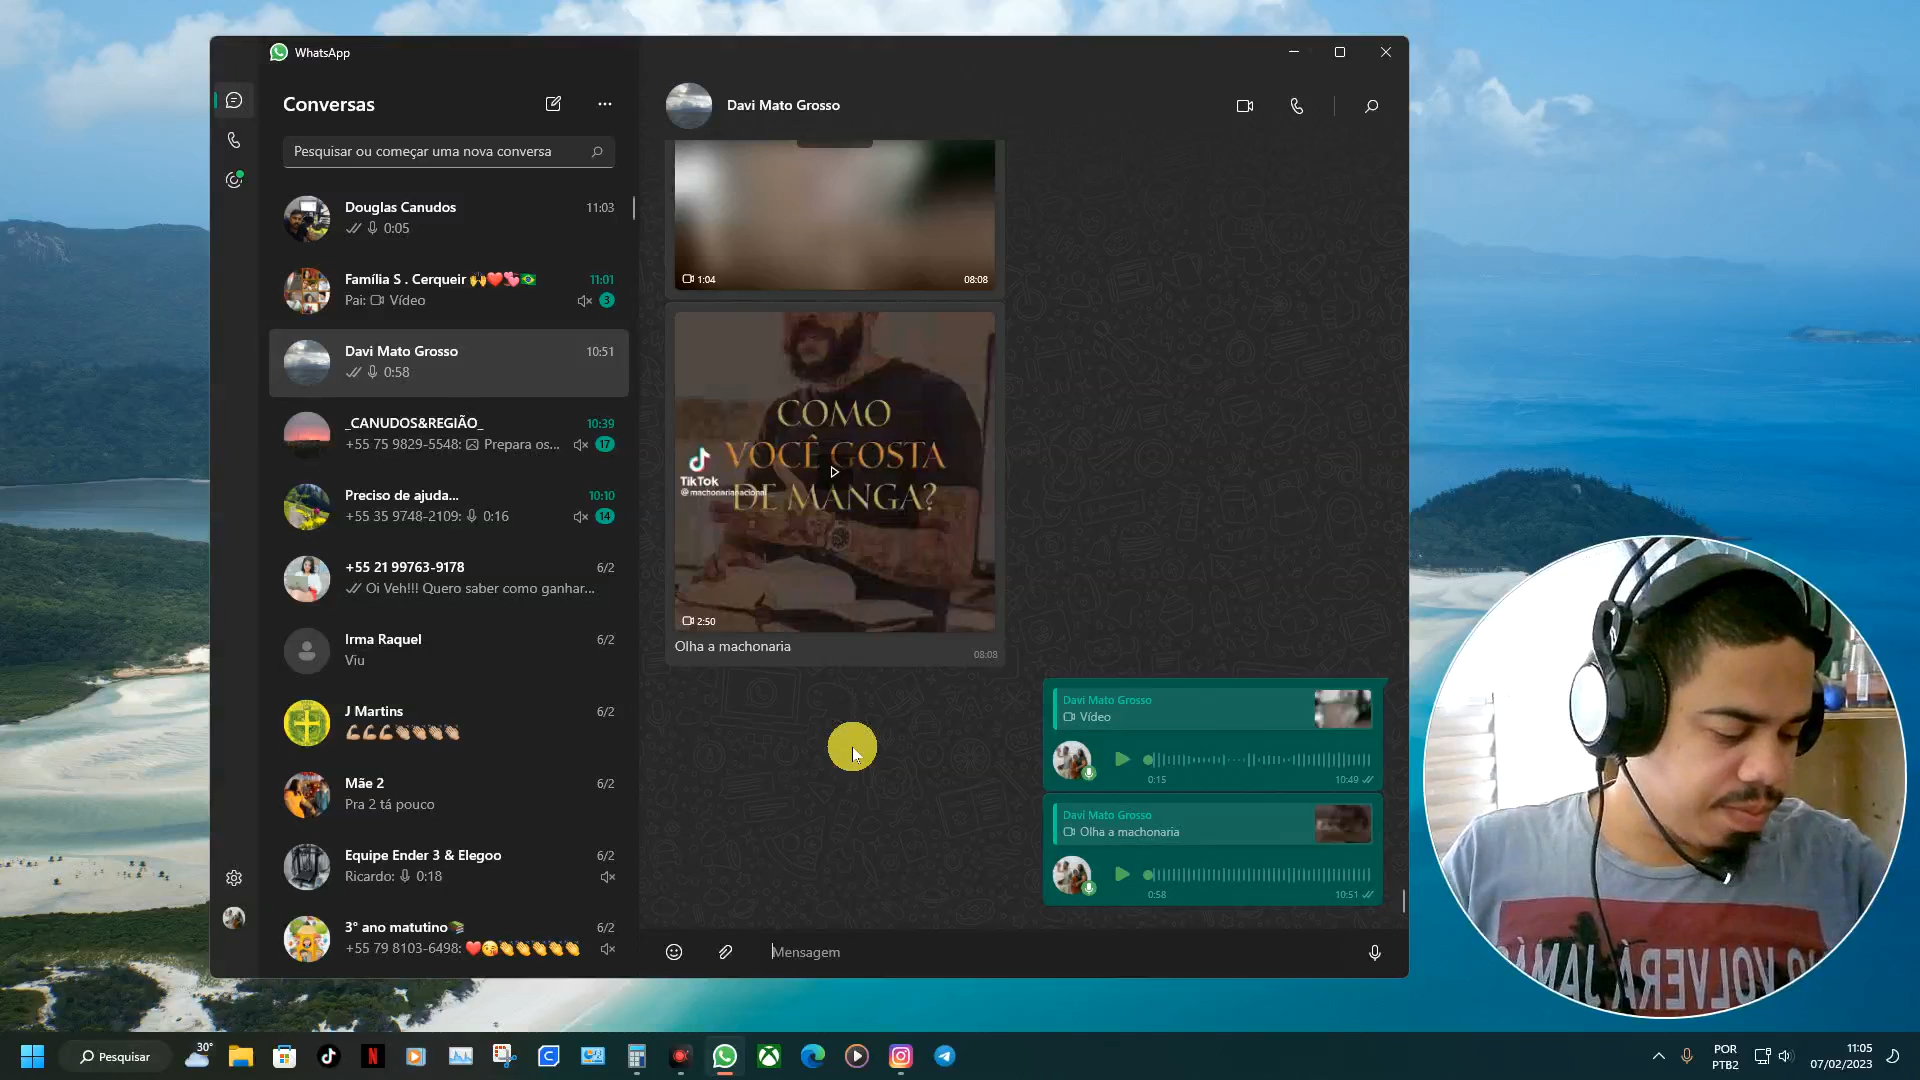 WhatsApp
Conversas
Pesquisar ou começar uma nova conversa
Douglas Canudos 11:03
0:05
Família S . Cerqueir 🙌❤️💕🇧🇷 11:01
Pai: Vídeo 3
Davi Mato Grosso 10:51
0:58
_CANUDOS&REGIÃO_ 10:39
+55 75 9829-5548: Prepara os... 17
Preciso de ajuda... 10:10
+55 35 9748-2109: 0:16 14
+55 21 99763-9178 6/2
Oi Veh!!! Quero saber como ganhar...
Irma Raquel 6/2
Viu
J Martins 6/2
💪🏼💪🏼💪🏼👏🏼👏🏼👏🏼👏🏼
Mãe 2 6/2
Pra 2 tá pouco
Equipe Ender 3 & Elegoo 6/2
Ricardo: 0:18
3° ano matutino📚 6/2
+55 79 8103-6498: ❤️😘👏👏👏👏👏
Davi Mato Grosso
1:04 08:08
COMO
VOCÊ GOSTA
DE MANGA?
TikTok
@machonarianacional
2:50
Olha a machonaria
08:08
Davi Mato Grosso
Vídeo
0:15 10:49
Davi Mato Grosso
Olha a machonaria
0:58 10:51
Mensagem
VOLVERÁ JAMÁS
30°
Pesquisar
POR
PTB2
11:05
07/02/2023